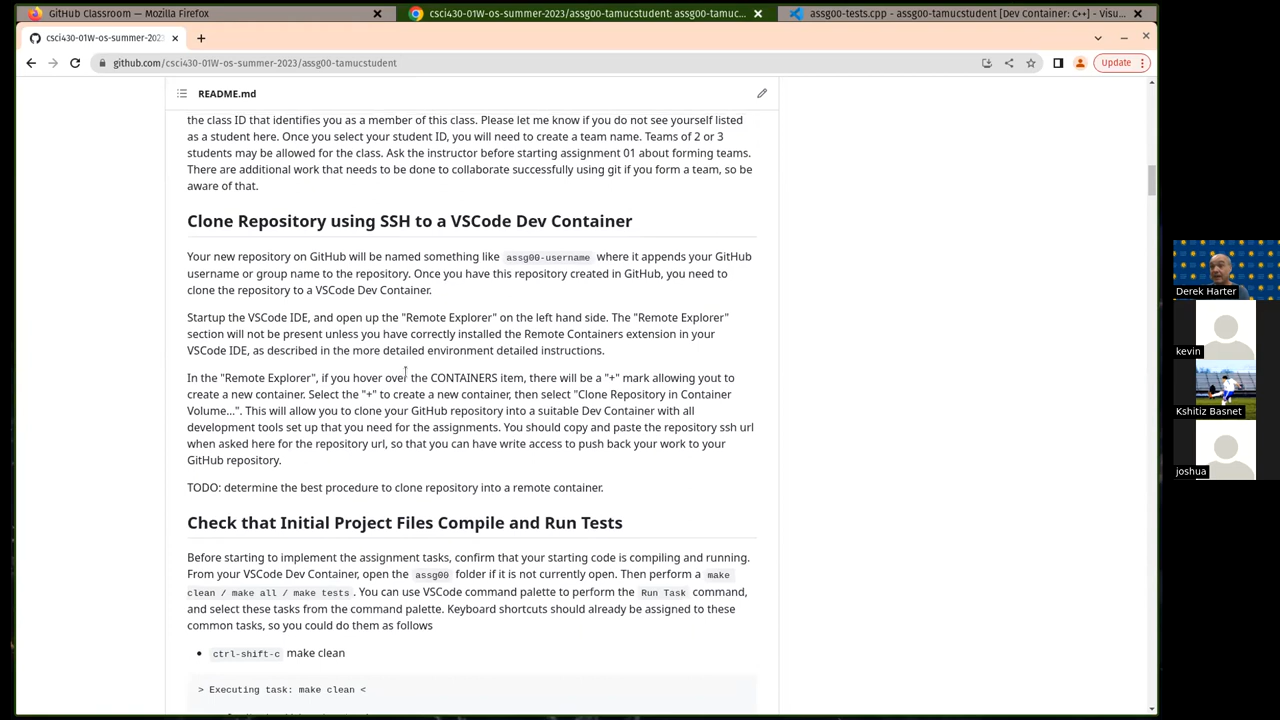 GitHub Classroom — Mozilla Firefox
csci430-01W-os-summer-2023/assg00-tamucstudent: assg00-tamuc...
assg00-tests.cpp - assg00-tamucstudent [Dev Container: C++] - Visu...
csci430-01W-os-summer-202
github.com/csci430-01W-os-summer-2023/assg00-tamucstudent
Update
README.md
the class ID that identifies you as a member of this class. Please let me know if you do not see yourself listed
as a student here. Once you select your student ID, you will need to create a team name. Teams of 2 or 3
students may be allowed for the class. Ask the instructor before starting assignment 01 about forming teams.
There are additional work that needs to be done to collaborate successfully using git if you form a team, so be
aware of that.
Clone Repository using SSH to a VSCode Dev Container
Your new repository on GitHub will be named something like assg00-username where it appends your GitHub
username or group name to the repository. Once you have this repository created in GitHub, you need to
clone the repository to a VSCode Dev Container.
Startup the VSCode IDE, and open up the "Remote Explorer" on the left hand side. The "Remote Explorer"
section will not be present unless you have correctly installed the Remote Containers extension in your
VSCode IDE, as described in the more detailed environment detailed instructions.
In the "Remote Explorer", if you hover over the CONTAINERS item, there will be a "+" mark allowing yout to
create a new container. Select the "+" to create a new container, then select "Clone Repository in Container
Volume...". This will allow you to clone your GitHub repository into a suitable Dev Container with all
development tools set up that you need for the assignments. You should copy and paste the repository ssh url
when asked here for the repository url, so that you can have write access to push back your work to your
GitHub repository.
TODO: determine the best procedure to clone repository into a remote container.
Check that Initial Project Files Compile and Run Tests
Before starting to implement the assignment tasks, confirm that your starting code is compiling and running.
From your VSCode Dev Container, open the assg00 folder if it is not currently open. Then perform a make
clean / make all / make tests . You can use VSCode command palette to perform the Run Task command,
and select these tasks from the command palette. Keyboard shortcuts should already be assigned to these
common tasks, so you could do them as follows
• ctrl-shift-c make clean
> Executing task: make clean <
Derek Harter
kevin
Kshitiz Basnet
joshua